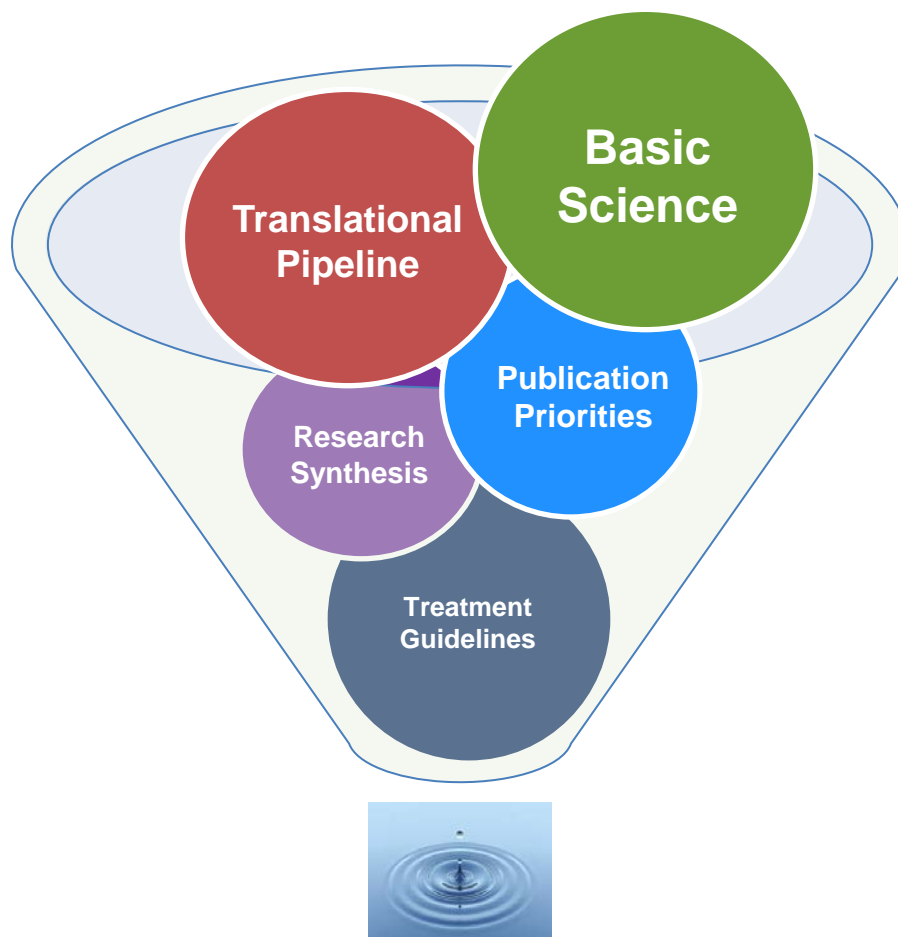 Basic
Science
Translational
Pipeline
Publication
Priorities
Research
Synthesis
Treatment
Guidelines